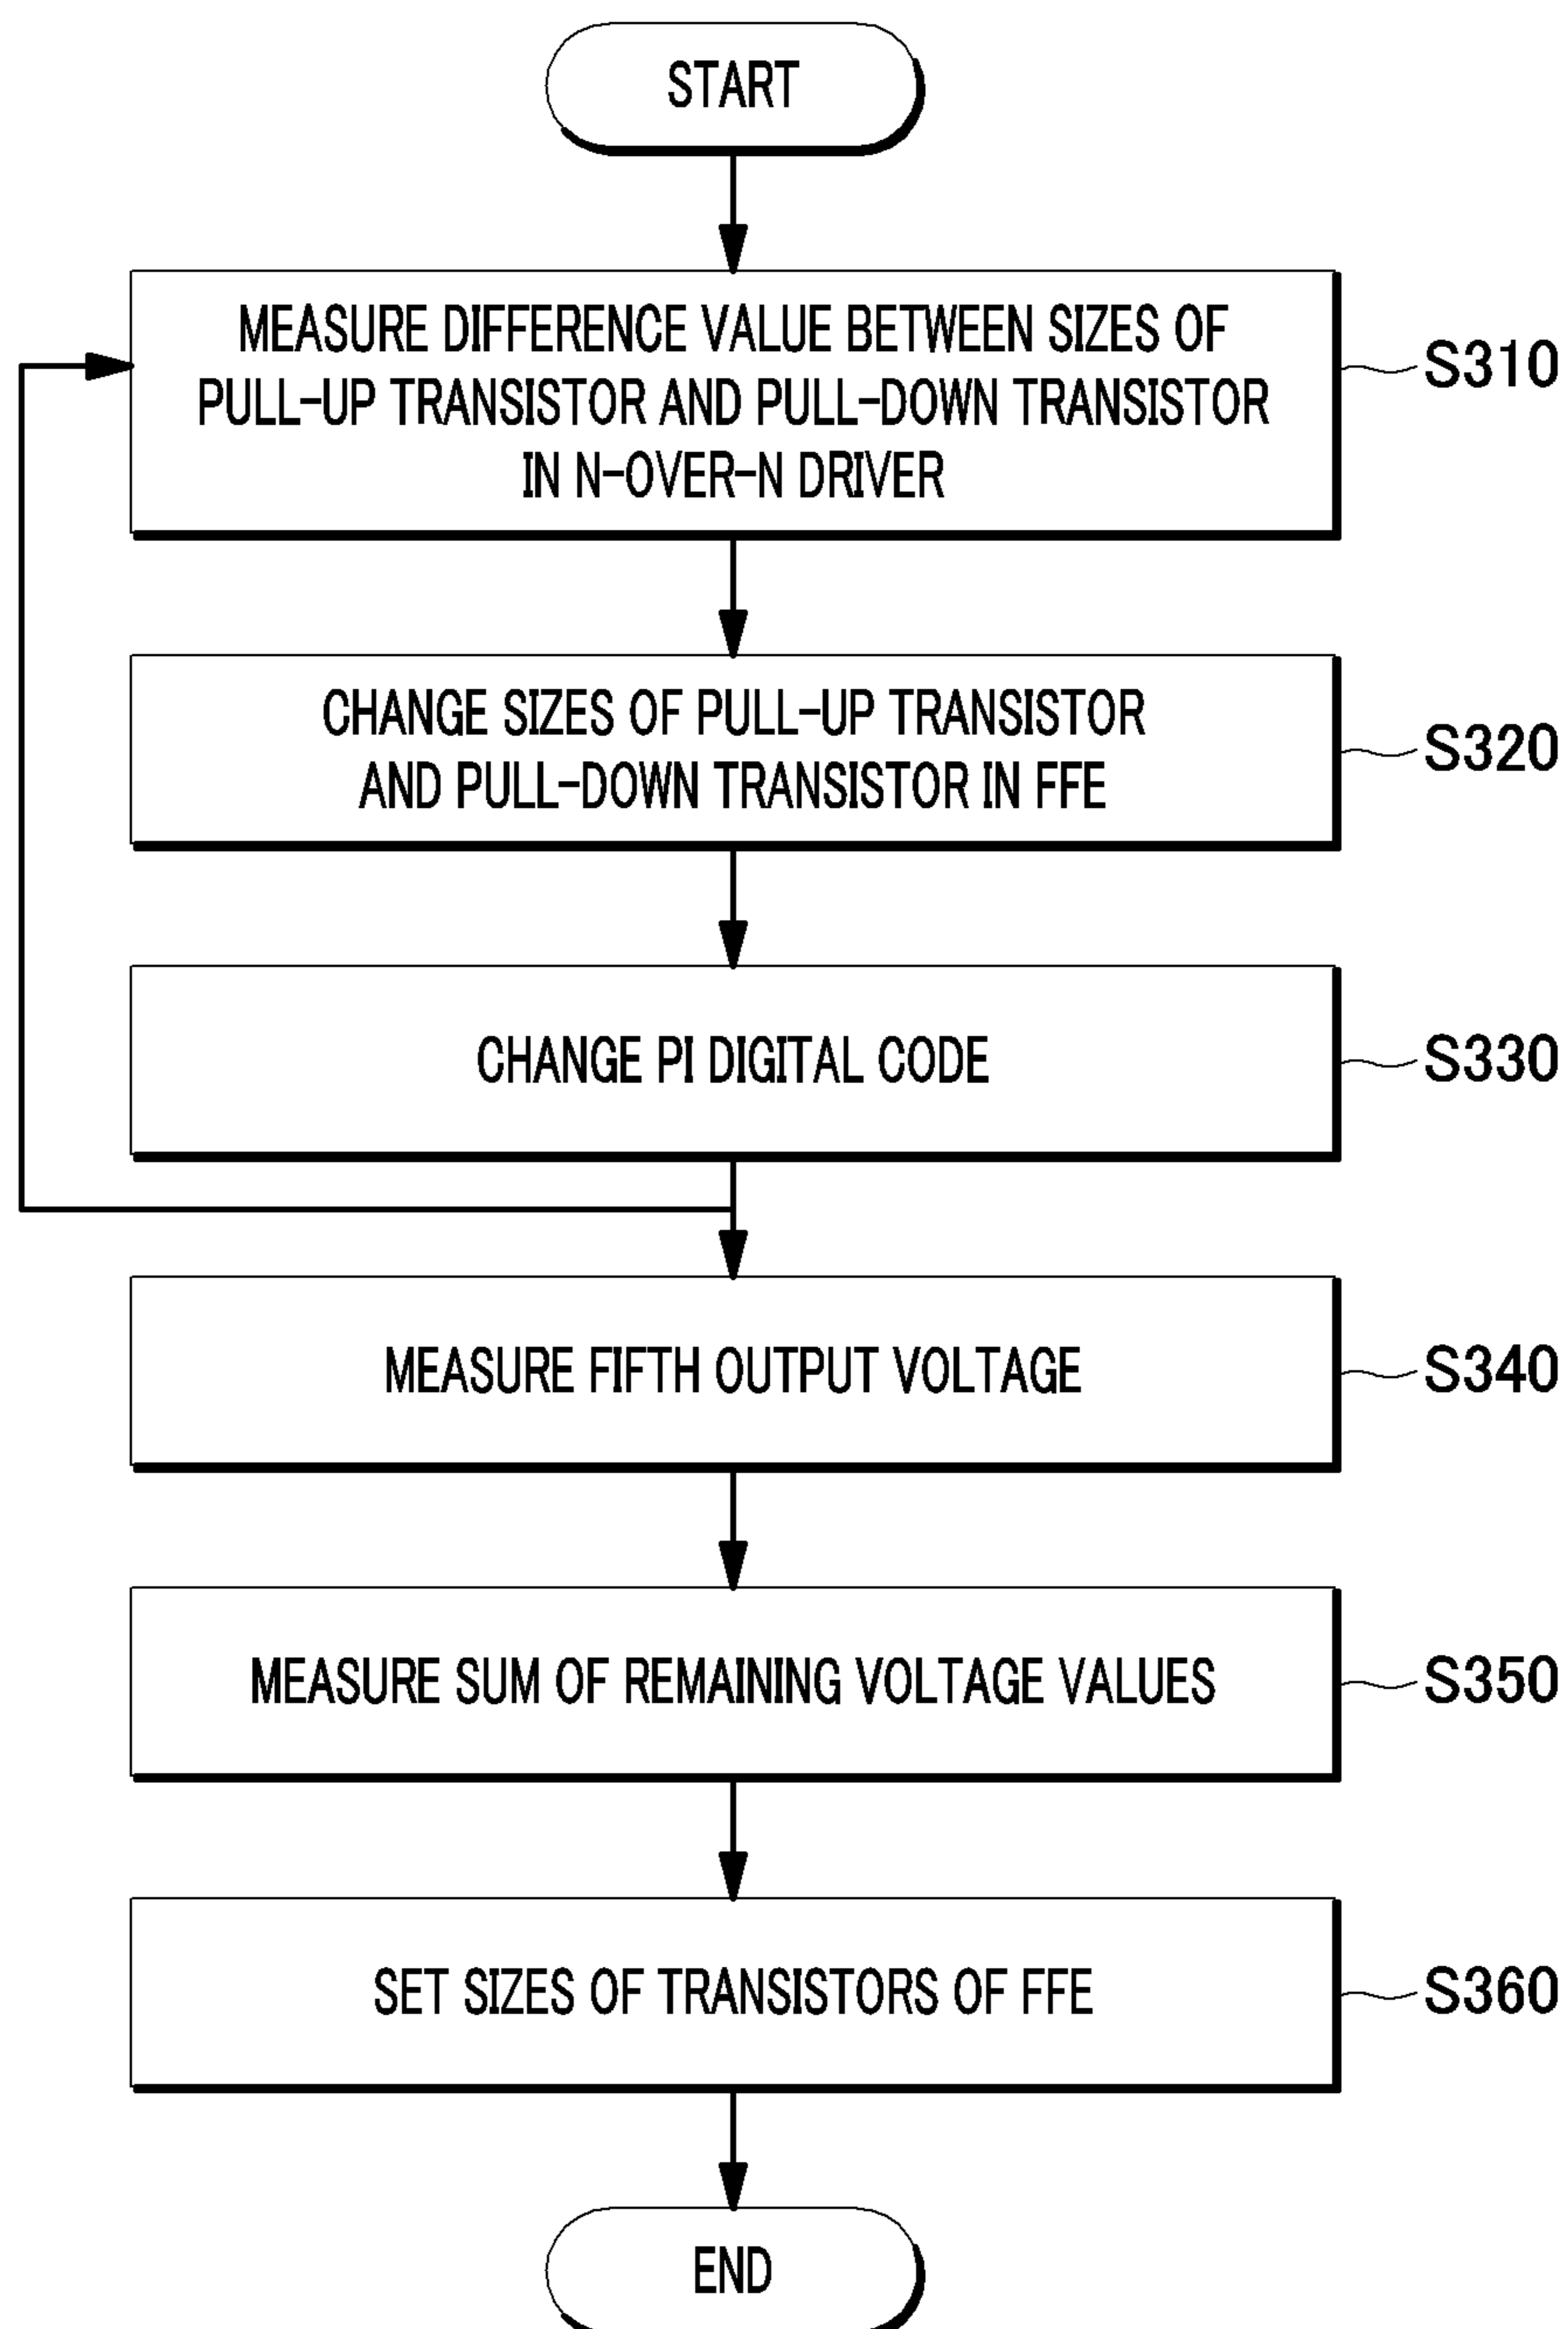 START
MEASURE DIFFERENCE VALUE BETWEEN SIZES OF
PULL-UP TRANSISTOR AND PULL-DOWN TRANSISTOR
IN N-OVER-N DRIVER
S310
CHANGE SIZES OF PULL-UP TRANSISTOR
AND PULL-DOWN TRANSISTOR IN FFE
S320
CHANGE PI DIGITAL CODE
S330
MEASURE FIFTH OUTPUT VOLTAGE
S340
MEASURE SUM OF REMAINING VOLTAGE VALUES
S350
SET SIZES OF TRANSISTORS OF FFE
S360
END